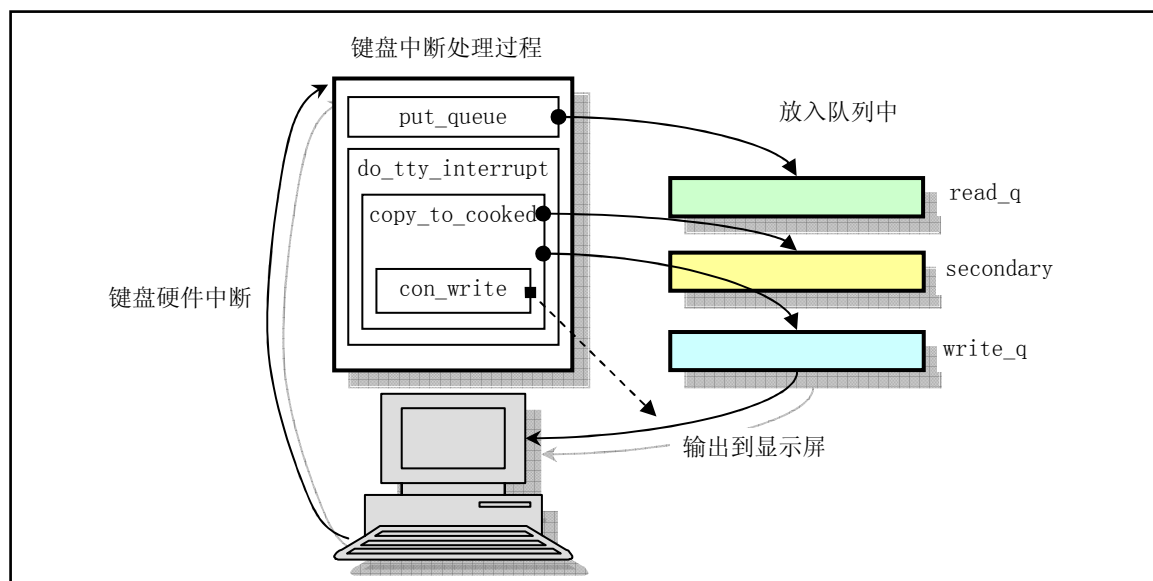 键盘中断处理过程
put_queue
放入队列中
do_tty_interrupt
read_q
copy_to_cooked
secondary
con_write
键盘硬件中断
write_q
输出到显示屏